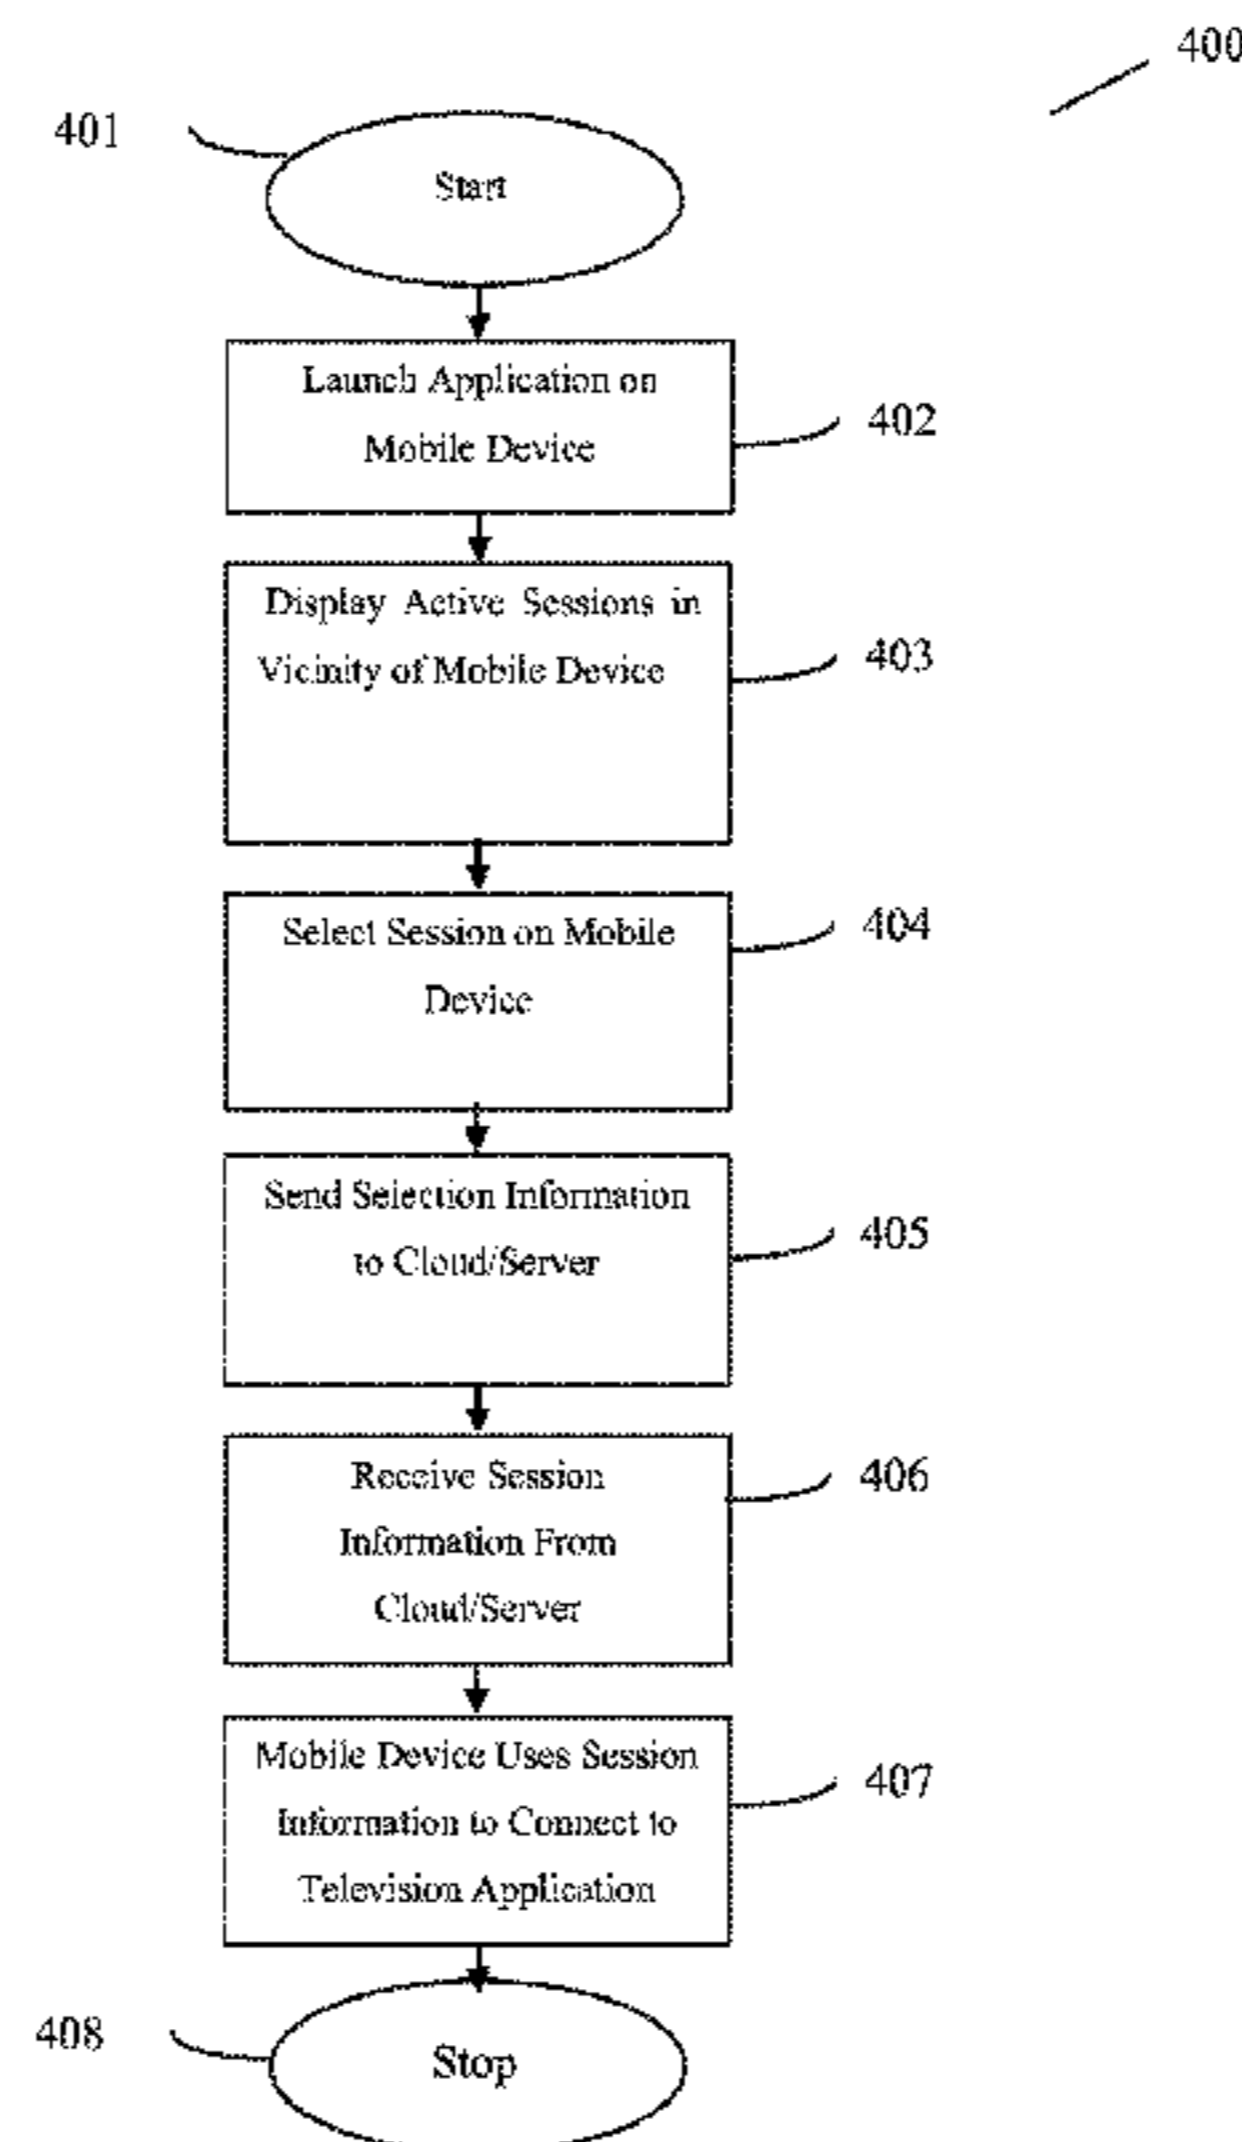 400
401
Start
Launch Application on
Mobile Device
402
Display Active Sessions in
Vicinity of Mobile Device
403
Select Session on Mobile
Device
404
Send Selection Information
to Cloud/Server
405
Receive Session
Information From
Cloud/Server
406
Mobile Device Uses Session
Information to Connect to
Television Application
407
408
Stop